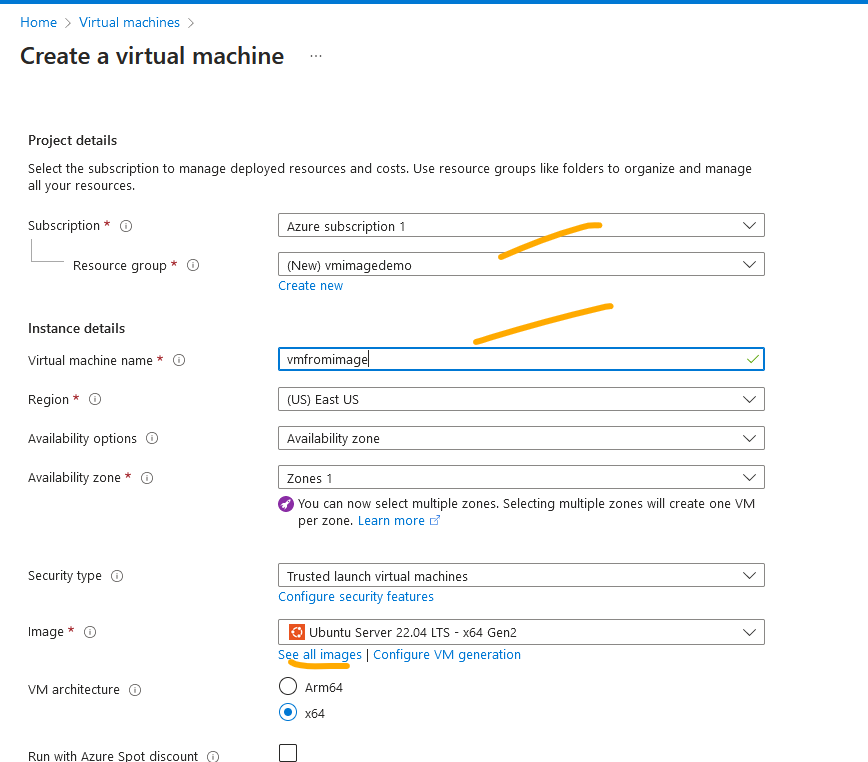 Home > Virtual machines >
Create a virtual machine ...
Project details
Select the subscription to manage deployed resources and costs. Use resource groups like folders to organize and manage
all your resources.
Subscription *
Azure subscription 1
Resource group *
(New) vmimagedemo
Create new
Instance details
Virtual machine name *
vmfromimage
Region *
(US) East US
Availability options
Availability zone
Availability zone *
Zones 1
You can now select multiple zones. Selecting multiple zones will create one VM
per zone. Learn more
Security type
Trusted launch virtual machines
Configure security features
Image *
Ubuntu Server 22.04 LTS - x64 Gen2
See all images | Configure VM generation
VM architecture
Arm64
x64
Run with Azure Spot discount